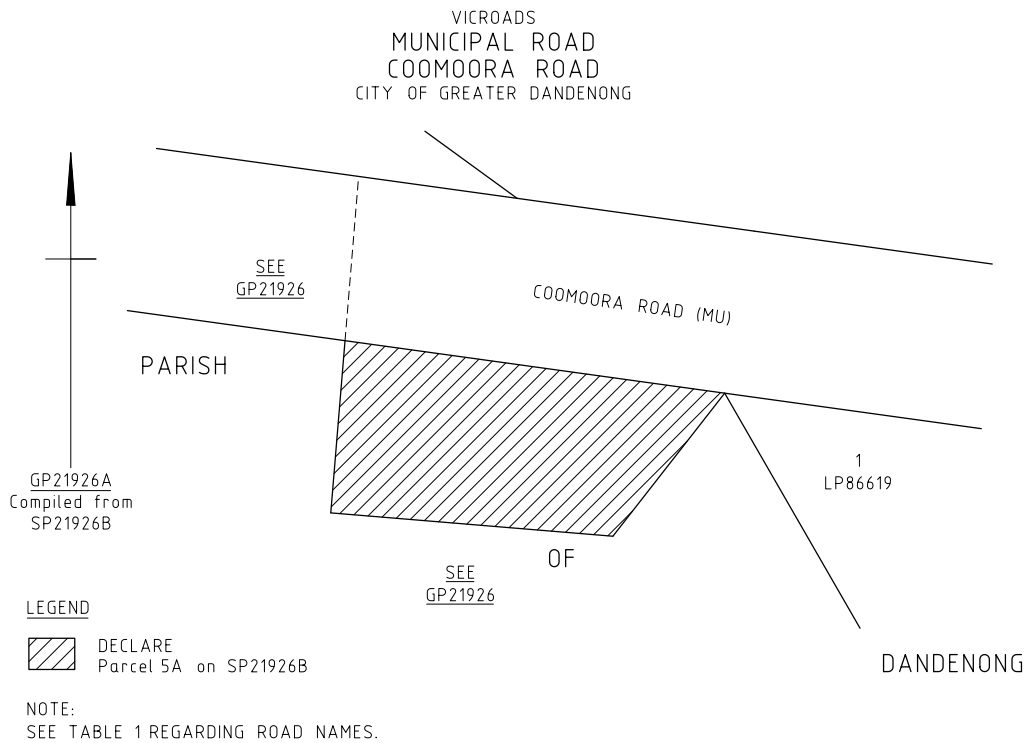 VICROADS
MUNICIPAL ROAD
COOMOORA ROAD
CITY OF GREATER DANDENONG
SEE
GP21926
COOMOORA ROAD (MU)
PARISH
1
LP86619
GP21926A
Compiled from
SP21926B
OF
SEE
GP21926
LEGEND
DECLARE
Parcel 5A on SP21926B
DANDENONG
NOTE:
SEE TABLE 1 REGARDING ROAD NAMES.